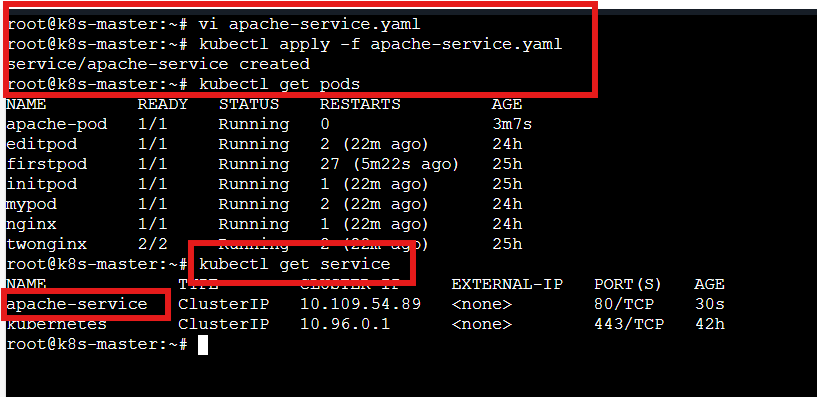 root@k8s-master:~# vi apache-service.yaml
root@k8s-master:~# kubectl apply -f apache-service.yaml
service/apache-service created
root@k8s-master:~# kubectl get pods
NAME READY STATUS RESTARTS AGE
apache-pod 1/1 Running 0 3m7s
editpod 1/1 Running 2 (22m ago) 24h
firstpod 1/1 Running 27 (5m22s ago) 25h
initpod 1/1 Running 1 (22m ago) 25h
mypod 1/1 Running 2 (22m ago) 24h
nginx 1/1 Running 1 (22m ago) 24h
twonginx 2/2 Running 2 (22m ago) 25h
root@k8s-master:~# kubectl get service
NAME TYPE CLUSTER-IP EXTERNAL-IP PORT(S) AGE
apache-service ClusterIP 10.109.54.89 <none> 80/TCP 30s
kubernetes ClusterIP 10.96.0.1 <none> 443/TCP 42h
root@k8s-master:~#